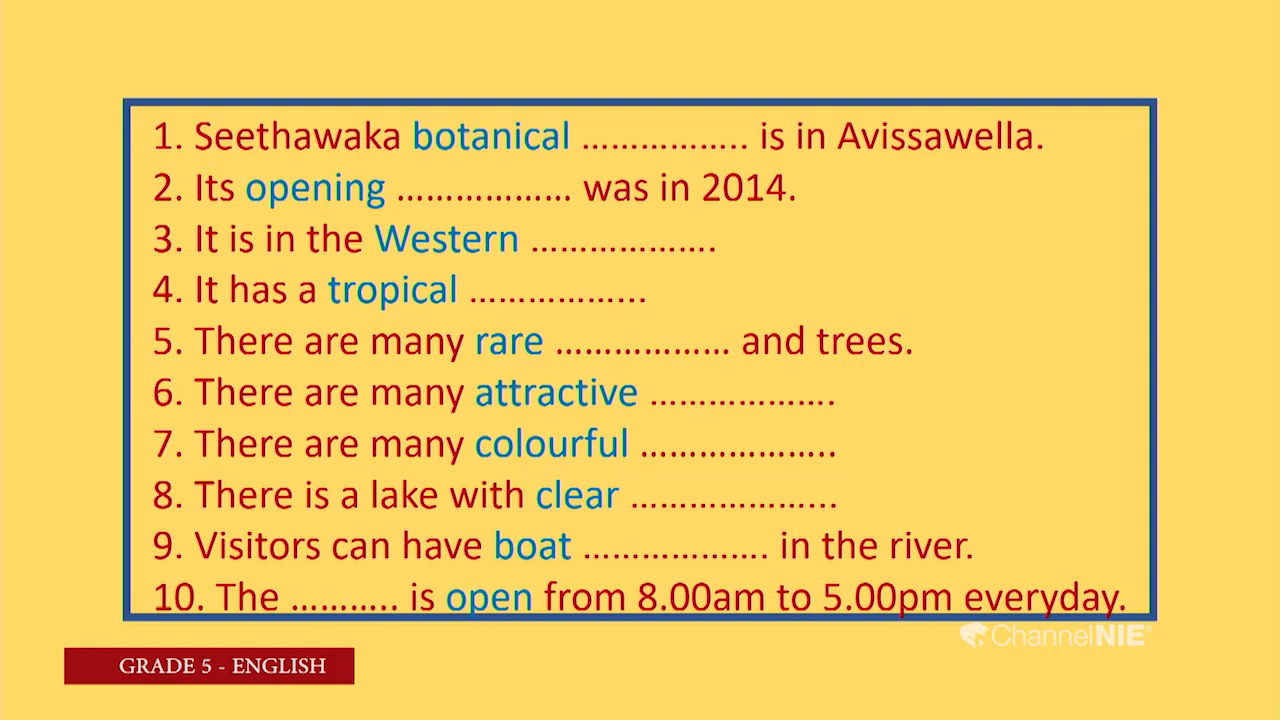 1. Seethawaka botanical …………….. is in Avissawella.
2. Its opening ……………… was in 2014.
3. It is in the Western ……………….
4. It has a tropical ……………...
5. There are many rare ……………… and trees.
6. There are many attractive ……………….
7. There are many colourful ………………..
8. There is a lake with clear ………………...
9. Visitors can have boat ………………. in the river.
10. The ……….. is open from 8.00am to 5.00pm everyday.
ChannelNIE
GRADE 5 - ENGLISH